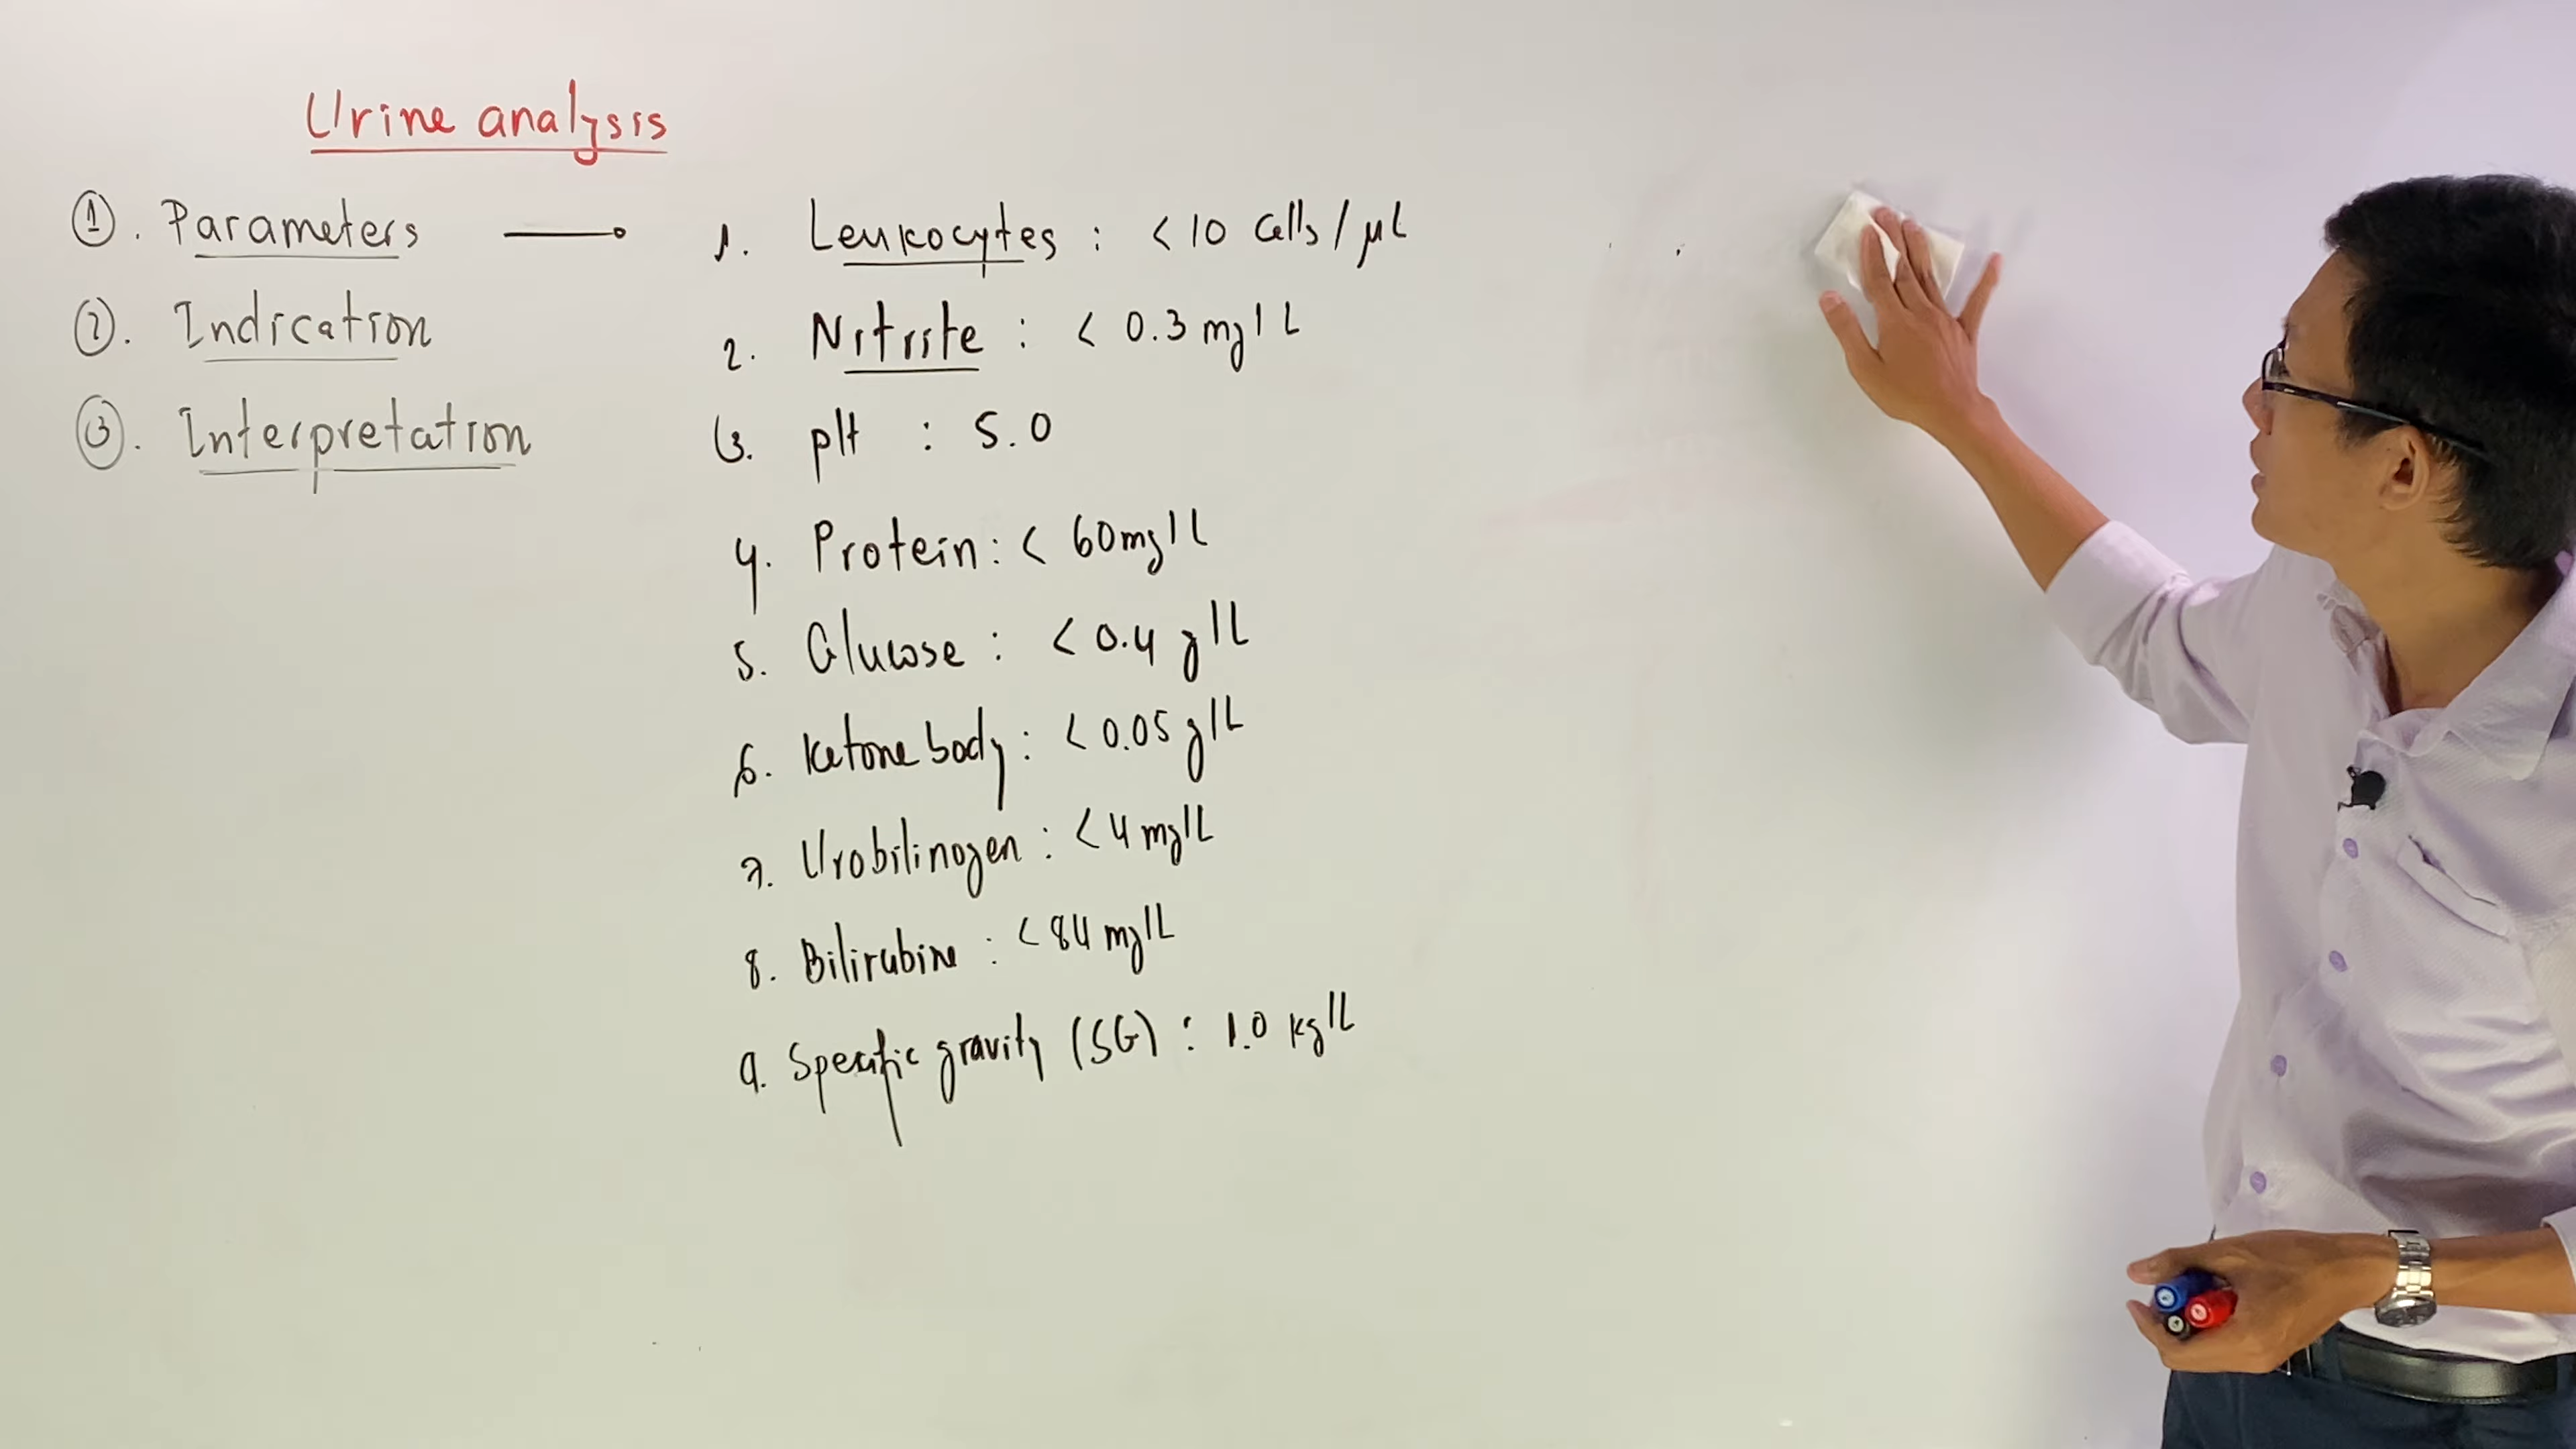 Urine analysis
①. Parameters
②. Indication
③. Interpretation
1. Leukocytes : < 10 cells/μL
2. Nitrite : < 0.3 mg/L
3. pH : 5.0
4. Protein : < 60mg/L
5. Glucose : < 0.4 g/L
6. Ketone body : < 0.05 g/L
7. Urobilinogen : < 4 mg/L
8. Bilirubine : < 84 mg/L
9. Specific gravity (SG) : 1.0 kg/L